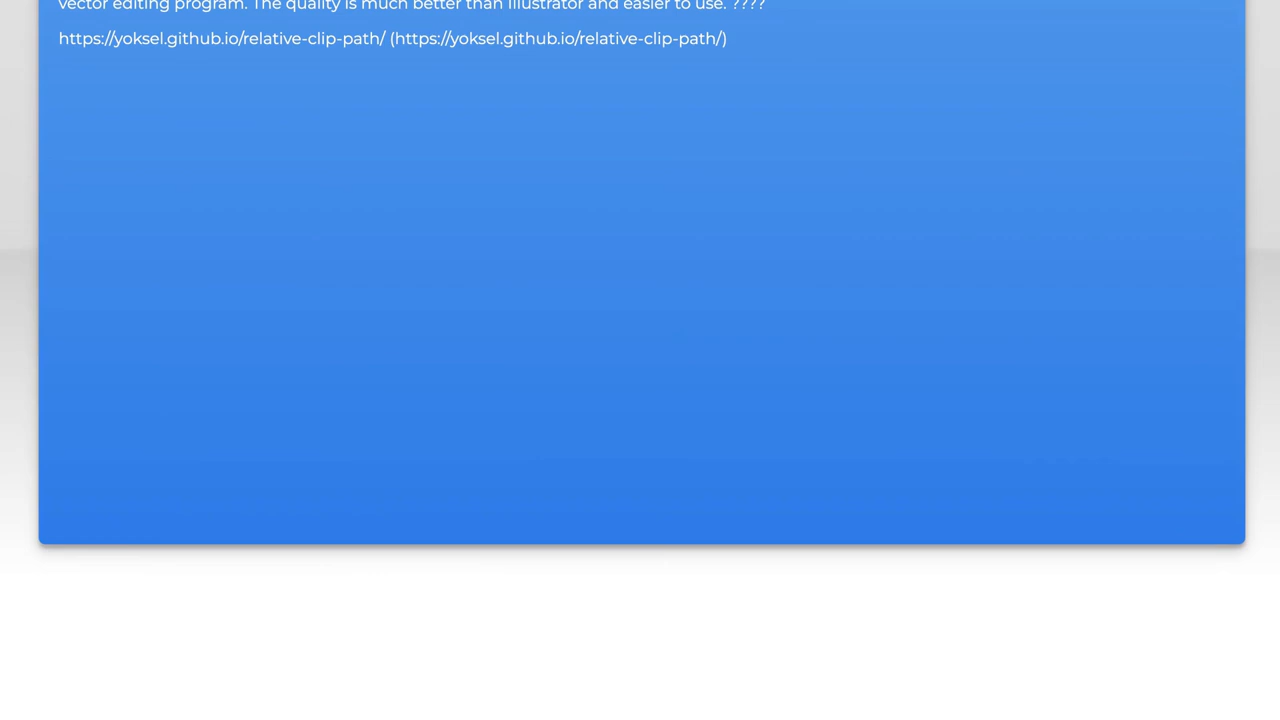 vector editing program. The quality is much better than Illustrator and easier to use. ????
https://yoksel.github.io/relative-clip-path/ (https://yoksel.github.io/relative-clip-path/)